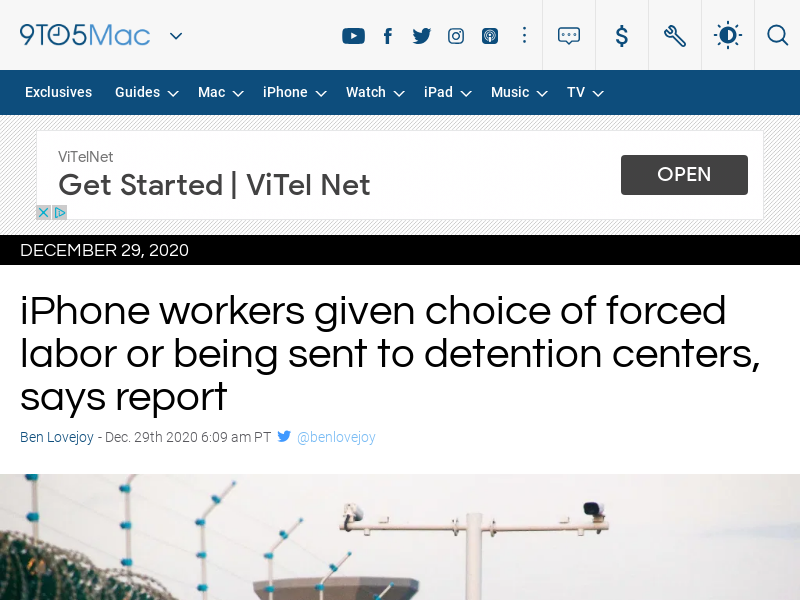 9TO5Mac
Exclusives Guides Mac iPhone Watch iPad Music TV
ViTelNet
Get Started | ViTel Net
OPEN
DECEMBER 29, 2020
iPhone workers given choice of forced
labor or being sent to detention centers,
says report
Ben Lovejoy - Dec. 29th 2020 6:09 am PT @benlovejoy